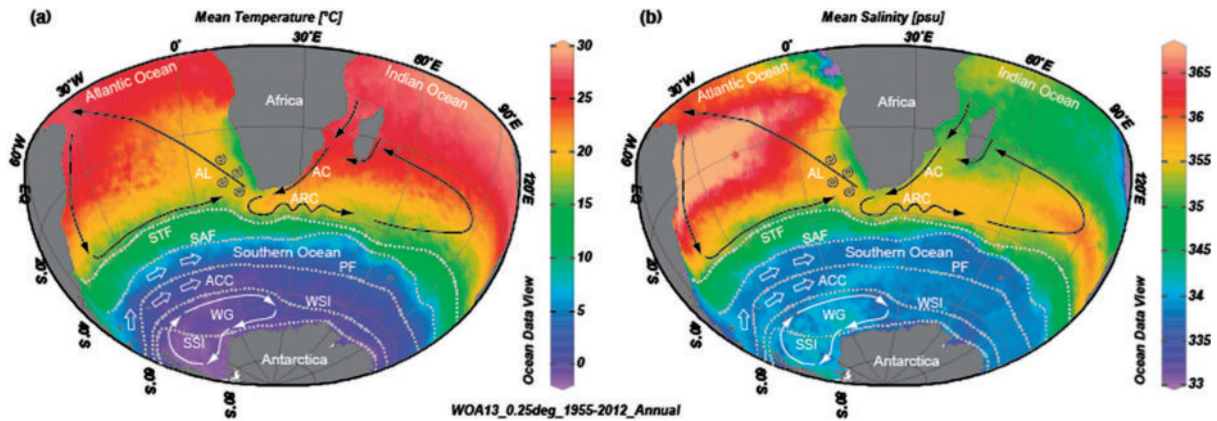 (a) Mean Temperature [°C]
30°W
0°
30°E
60°E
90°E
120°E
60°W
EQ
20°S
40°S
60°S
80°S
Atlantic Ocean
Africa
Indian Ocean
AL
AC
ARC
STF
SAF
Southern Ocean
PF
ACC
WSI
WG
SSI
Antarctica
30
25
20
15
10
5
0
Ocean Data View
(b) Mean Salinity [psu]
30°W
0°
30°E
60°E
90°E
120°E
60°W
EQ
20°S
40°S
60°S
80°S
Atlantic Ocean
Africa
Indian Ocean
AL
AC
ARC
STF
SAF
Southern Ocean
PF
ACC
WSI
WG
SSI
Antarctica
365
36
355
35
345
34
335
33
Ocean Data View
WOA13_0.25deg_1955-2012_Annual